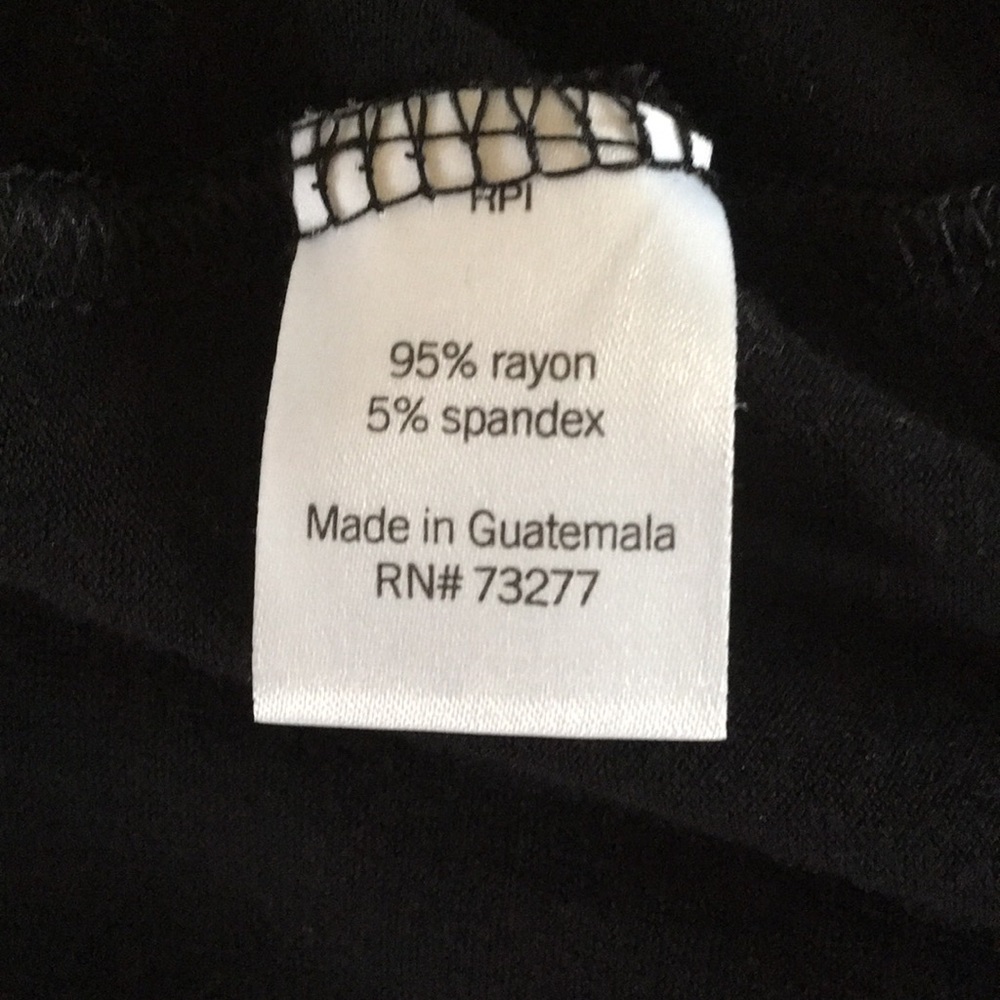 RPI
95% rayon
5% spandex
Made in Guatemala
RN# 73277